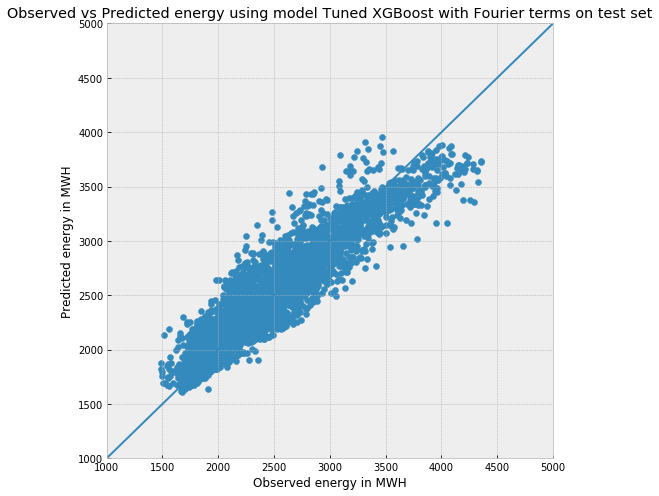 Observed vs Predicted energy using model Tuned XGBoost with Fourier terms on test set
5000
4500
4000
3500
3000
2500
2000
1500
1000
Predicted energy in MWH
1000 1500 2000 2500 3000 3500 4000 4500 5000
Observed energy in MWH